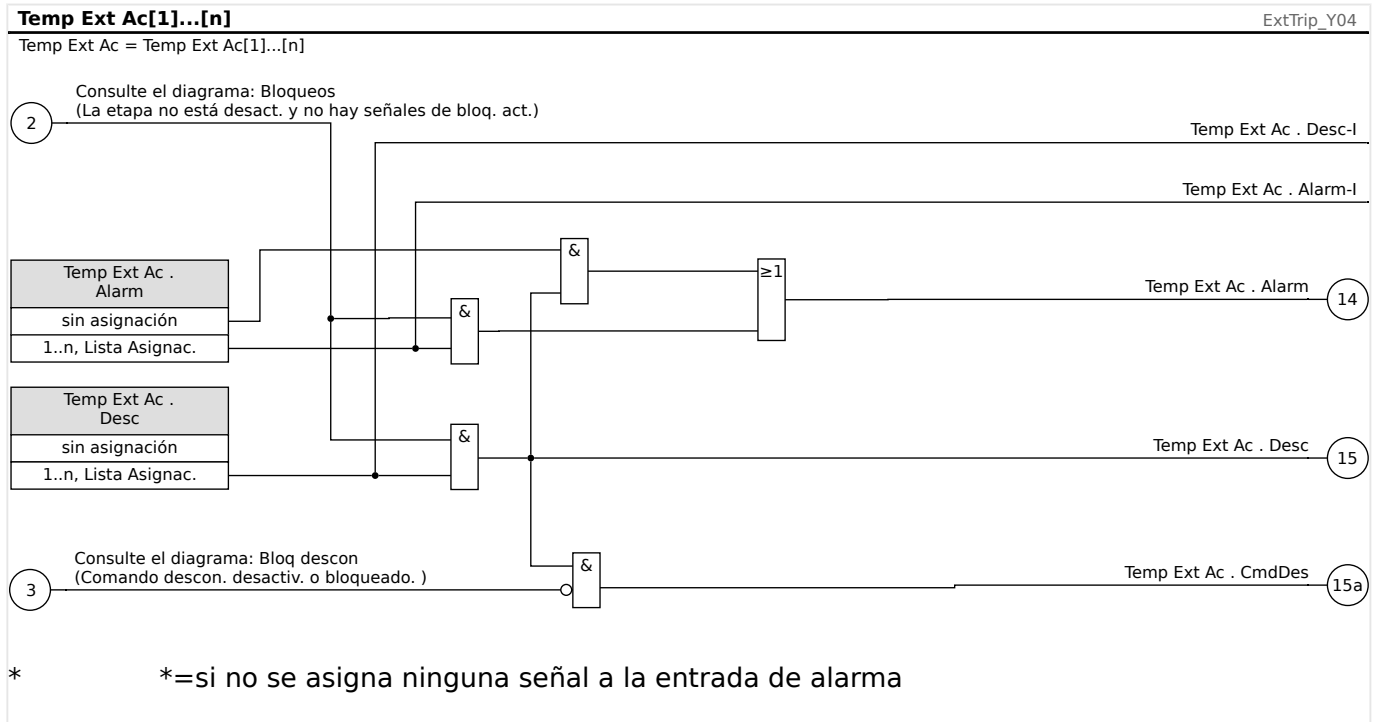 Temp Ext Ac[1]...[n]
ExtTrip_Y04
Temp Ext Ac = Temp Ext Ac[1]...[n]
Consulte el diagrama: Bloqueos
(La etapa no está desact. y no hay señales de bloq. act.)
2
Temp Ext Ac . Desc-I
Temp Ext Ac . Alarm-I
&
Temp Ext Ac .
Alarm
≥1
sin asignación
1..n, Lista Asignac.
&
Temp Ext Ac . Alarm
14
Temp Ext Ac .
Desc
sin asignación
1..n, Lista Asignac.
&
Temp Ext Ac . Desc
15
Consulte el diagrama: Bloq descon
(Comando descon. desactiv. o bloqueado. )
3
&
Temp Ext Ac . CmdDes
15a
*
*=si no se asigna ninguna señal a la entrada de alarma